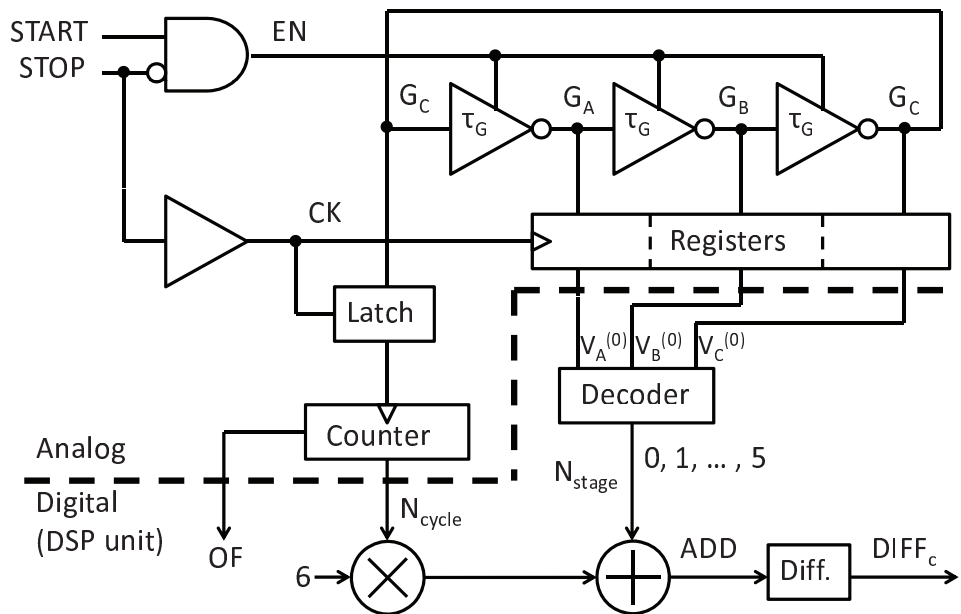 START
STOP
EN
G_C
τ_G
G_A
τ_G
G_B
τ_G
G_C
CK
Registers
Latch
V_A^(0)
V_B^(0)
V_C^(0)
Decoder
Counter
Analog
Digital
(DSP unit)
OF
N_cycle
N_stage
0, 1, ... , 5
6
ADD
Diff.
DIFF_c